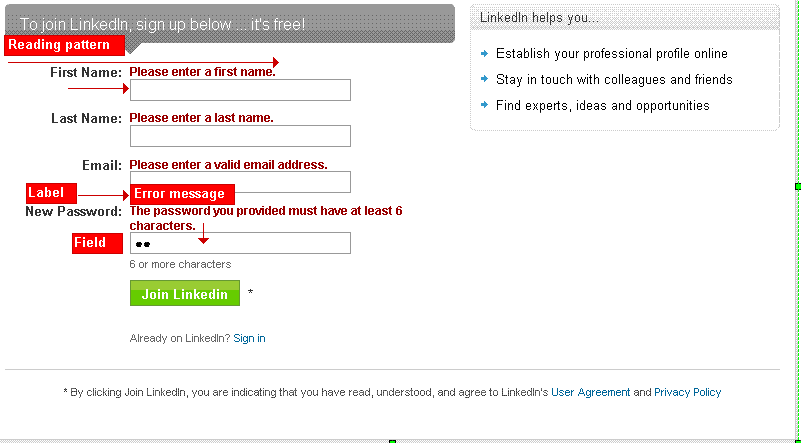 To join LinkedIn, sign up below ... it's free!
Reading pattern
First Name: Please enter a first name.
Last Name: Please enter a last name.
Email: Please enter a valid email address.
Label
Error message
New Password: The password you provided must have at least 6
characters.
Field
6 or more characters
Join Linkedin *
Already on LinkedIn? Sign in
LinkedIn helps you...
Establish your professional profile online
Stay in touch with colleagues and friends
Find experts, ideas and opportunities
* By clicking Join LinkedIn, you are indicating that you have read, understood, and agree to LinkedIn's User Agreement and Privacy Policy